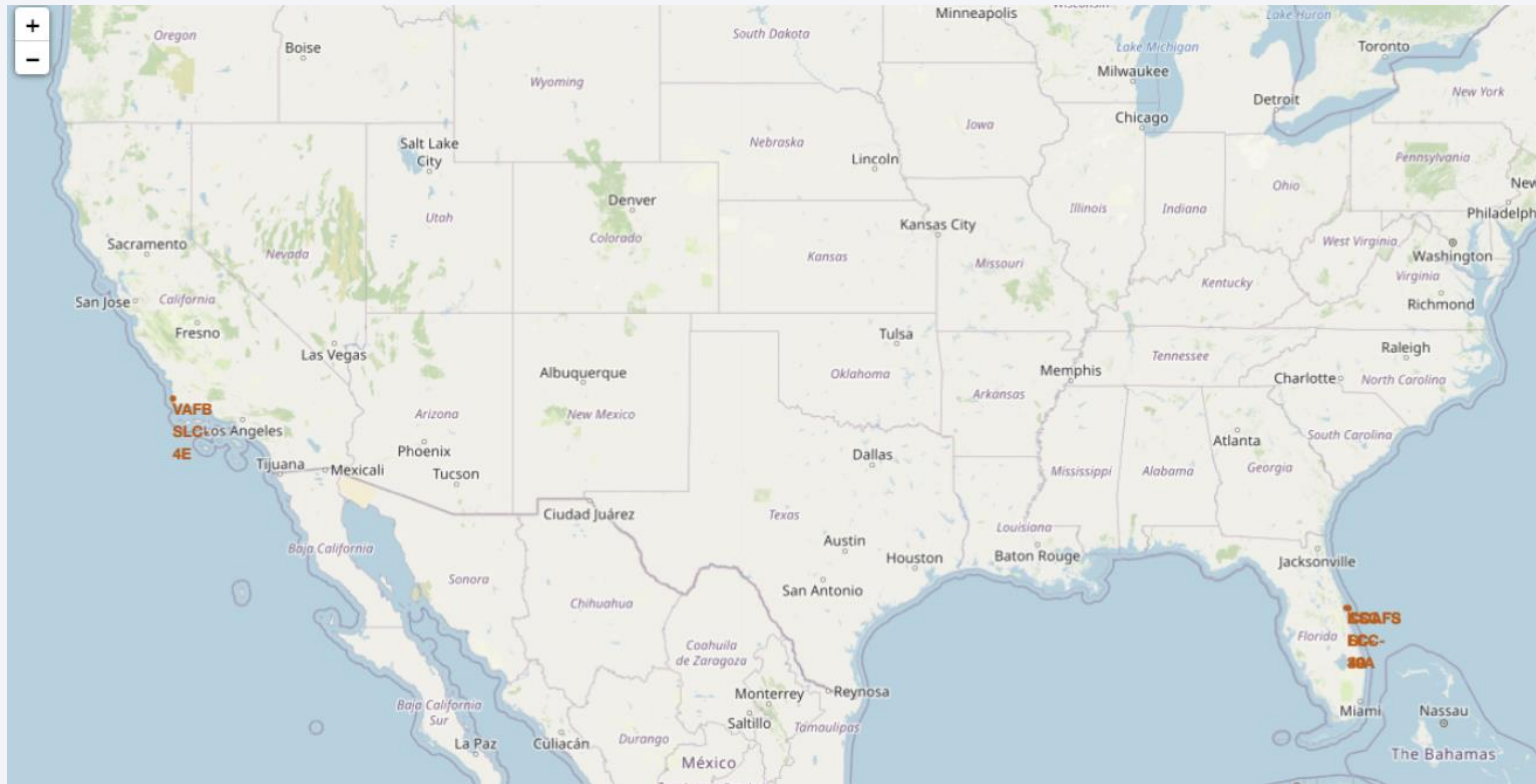 +
−
Oregon
Boise
Wyoming
South Dakota
Minneapolis
Lake Michigan
Milwaukee
Chicago
Lake Huron
Toronto
Detroit
New York
Salt Lake
City
Nebraska
Lincoln
Iowa
Pennsylvania
Ohio
Philadelph
Denver
Utah
Colorado
Illinois
Indiana
Sacramento
Nevada
Kansas City
Kansas
Missouri
West Virginia
Washington
Virginia
Kentucky
Richmond
San Jose
California
Fresno
Las Vegas
Tulsa
Raleigh
Tennessee
Albuquerque
Oklahoma
Memphis
Charlotte
North Carolina
Arkansas
VAFB
SLC-
4E
Los Angeles
Arizona
New Mexico
Phoenix
Tucson
Tijuana
Mexicali
Dallas
Atlanta
South Carolina
Mississippi
Alabama
Georgia
Ciudad Juárez
Texas
Louisiana
Baja California
Austin
Houston
Baton Rouge
Jacksonville
Sonora
Chihuahua
San Antonio
Florida
Coahuila
de Zaragoza
Baja California
Sur
Monterrey
Reynosa
Saltillo
Tamaulipas
Miami
Nassau
La Paz
Culiacán
Durango
México
The Bahamas